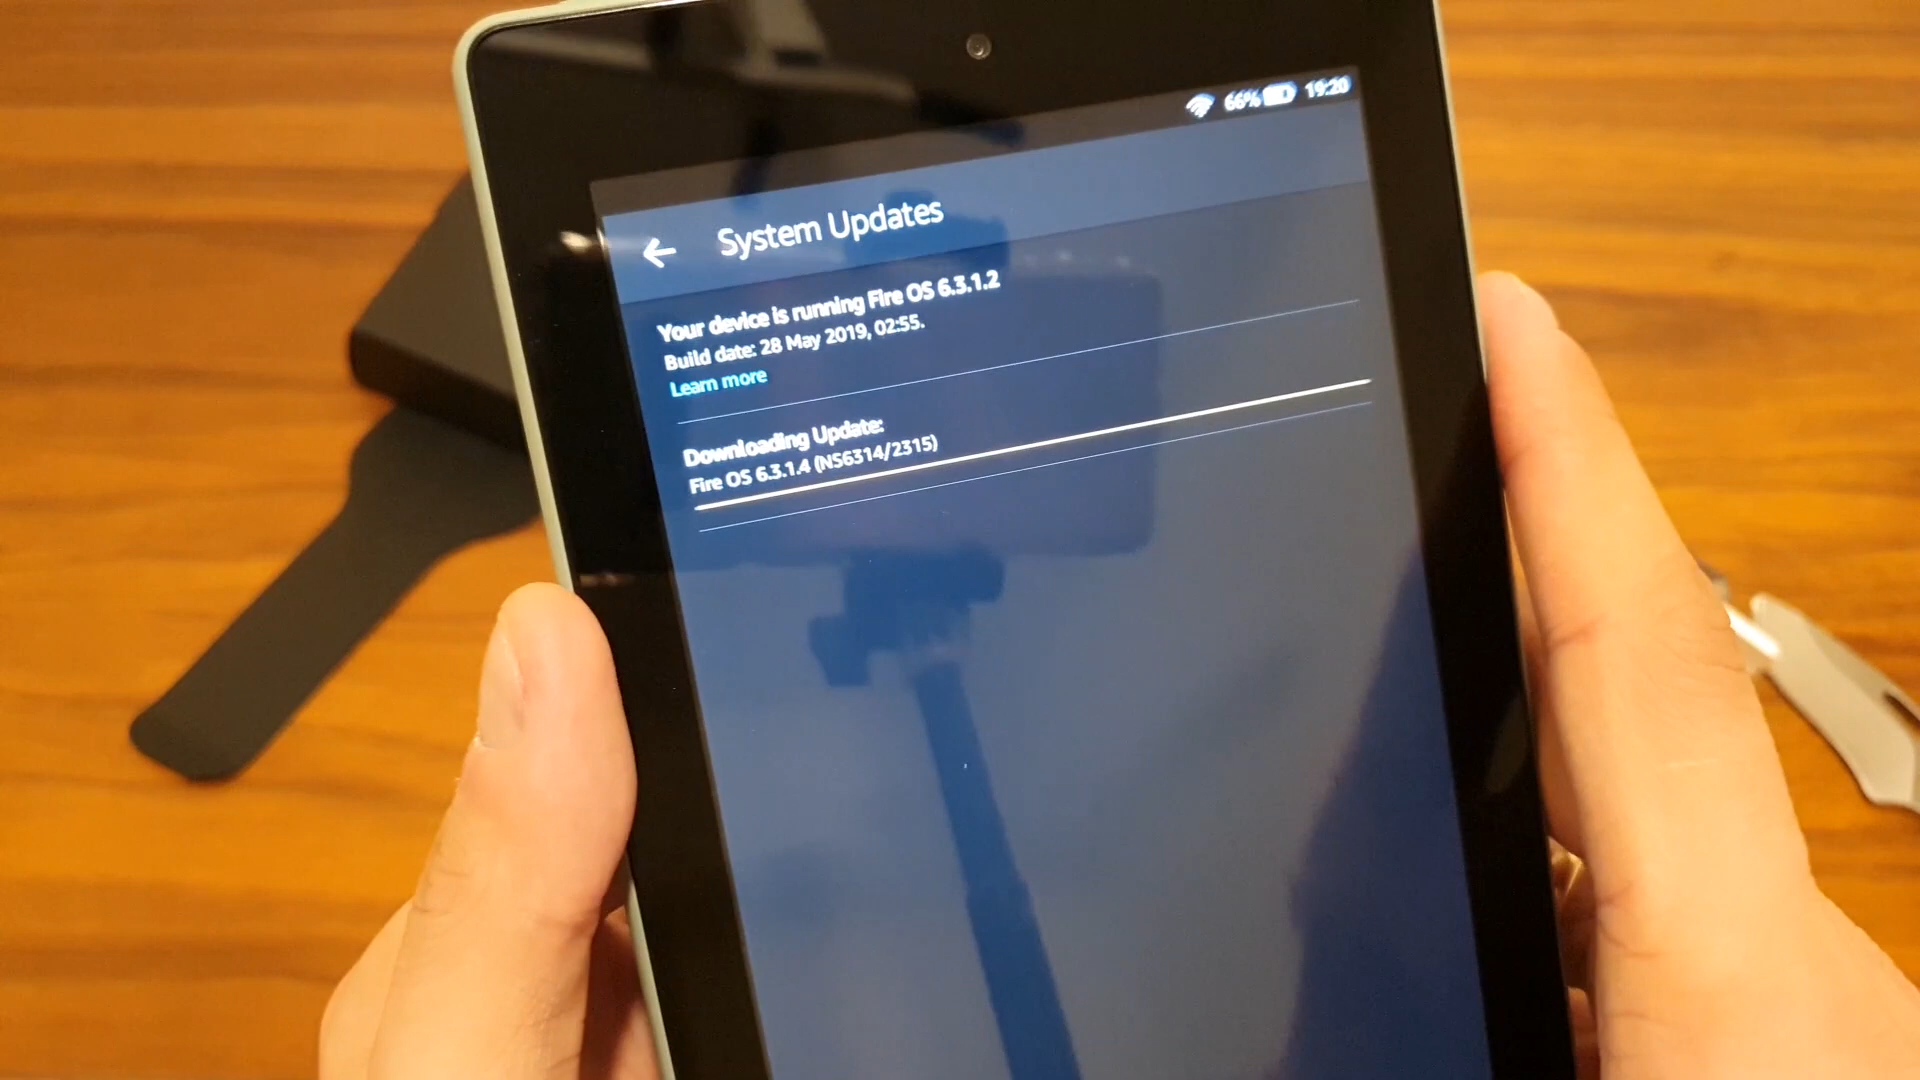 66% 19:20
System Updates
Your device is running Fire OS 6.3.1.2
Build date: 28 May 2019, 02:55.
Learn more
Downloading Update:
Fire OS 6.3.1.4 (NS6314/2315)